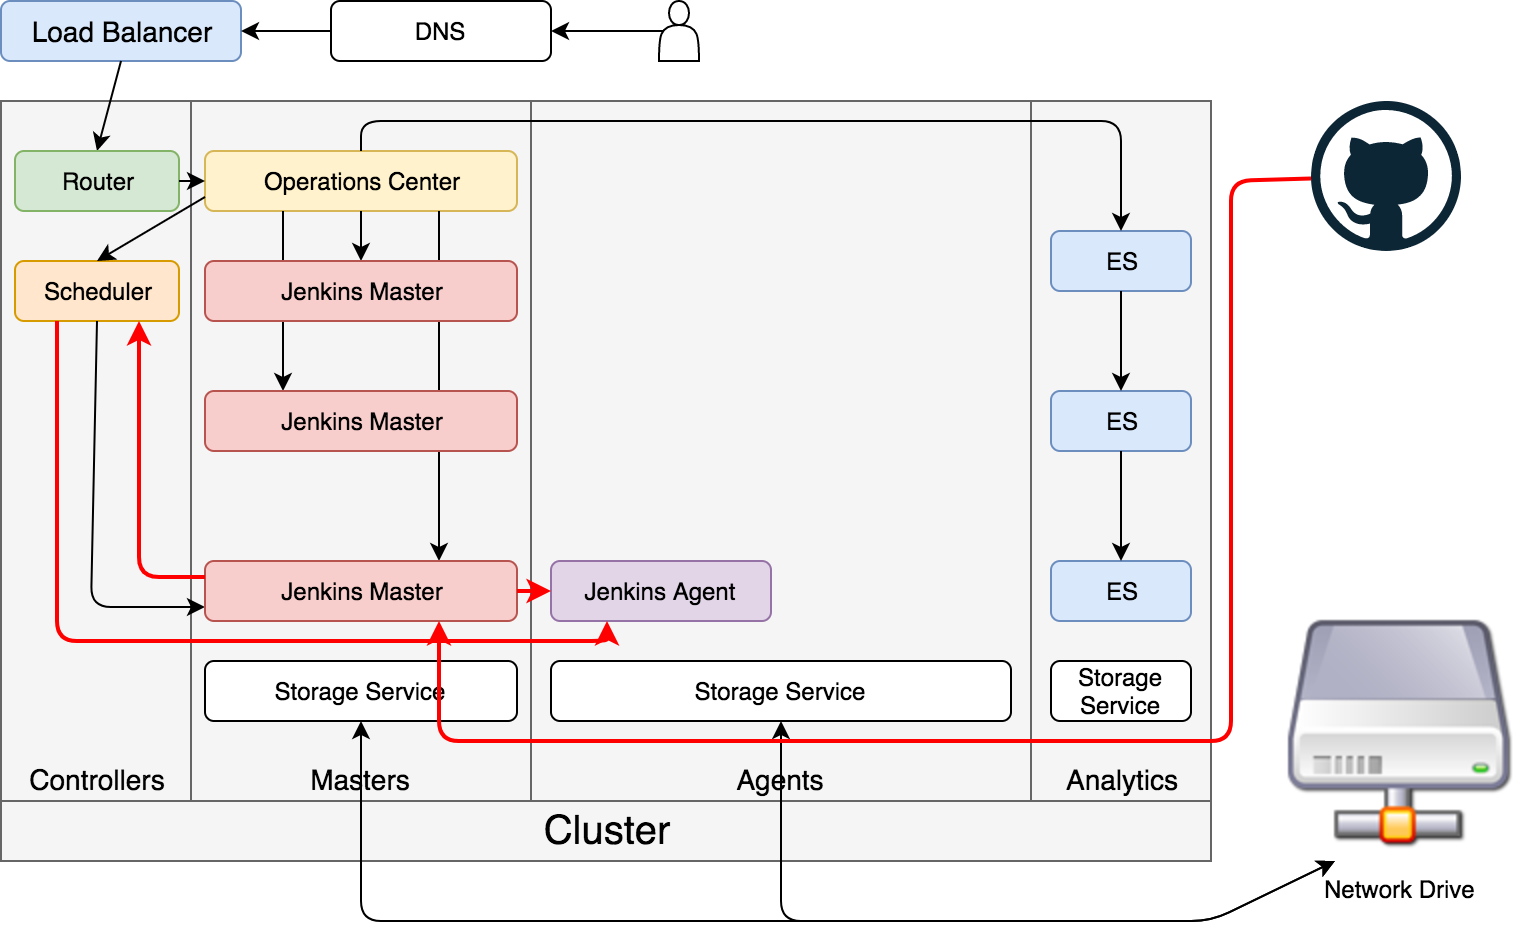 Load Balancer
DNS
Router
Operations Center
Scheduler
Jenkins Master
ES
Jenkins Master
ES
Jenkins Master
Jenkins Agent
ES
Storage Service
Storage Service
Storage
Service
Controllers
Masters
Agents
Analytics
Cluster
Network Drive